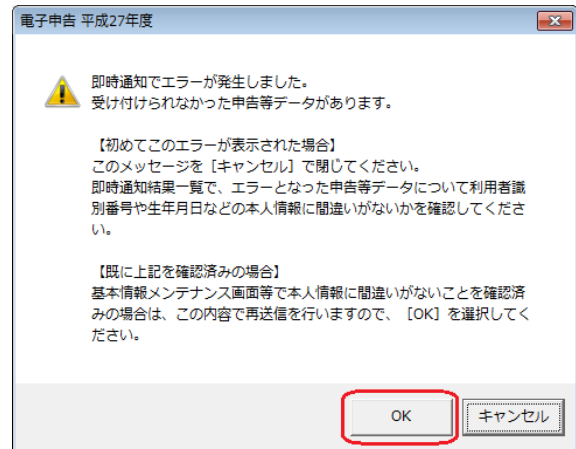 電子申告 平成27年度
即時通知でエラーが発生しました。
受け付けられなかった申告等データがあります。
【初めてこのエラーが表示された場合】
このメッセージを［キャンセル］で閉じてください。
即時通知結果一覧で、エラーとなった申告等データについて利用者識
別番号や生年月日などの本人情報に間違いがないかを確認してくださ
い。
【既に上記を確認済みの場合】
基本情報メンテナンス画面等で本人情報に間違いがないことを確認済
みの場合は、この内容で再送信を行いますので、［OK］を選択してく
ださい。
OK キャンセル